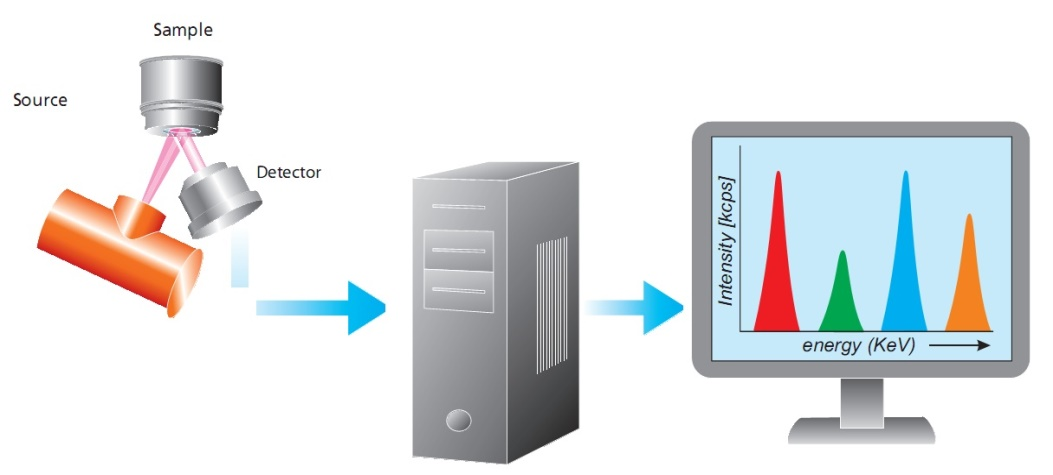 Sample
Source
Detector
Intensity [kcps]
energy (KeV)